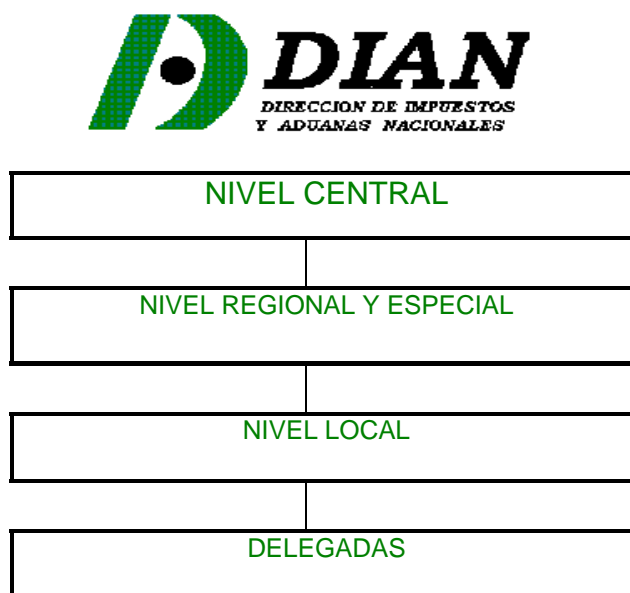 DIAN
DIRECCION DE IMPUESTOS
Y ADUANAS NACIONALES
NIVEL CENTRAL
NIVEL REGIONAL Y ESPECIAL
NIVEL LOCAL
DELEGADAS